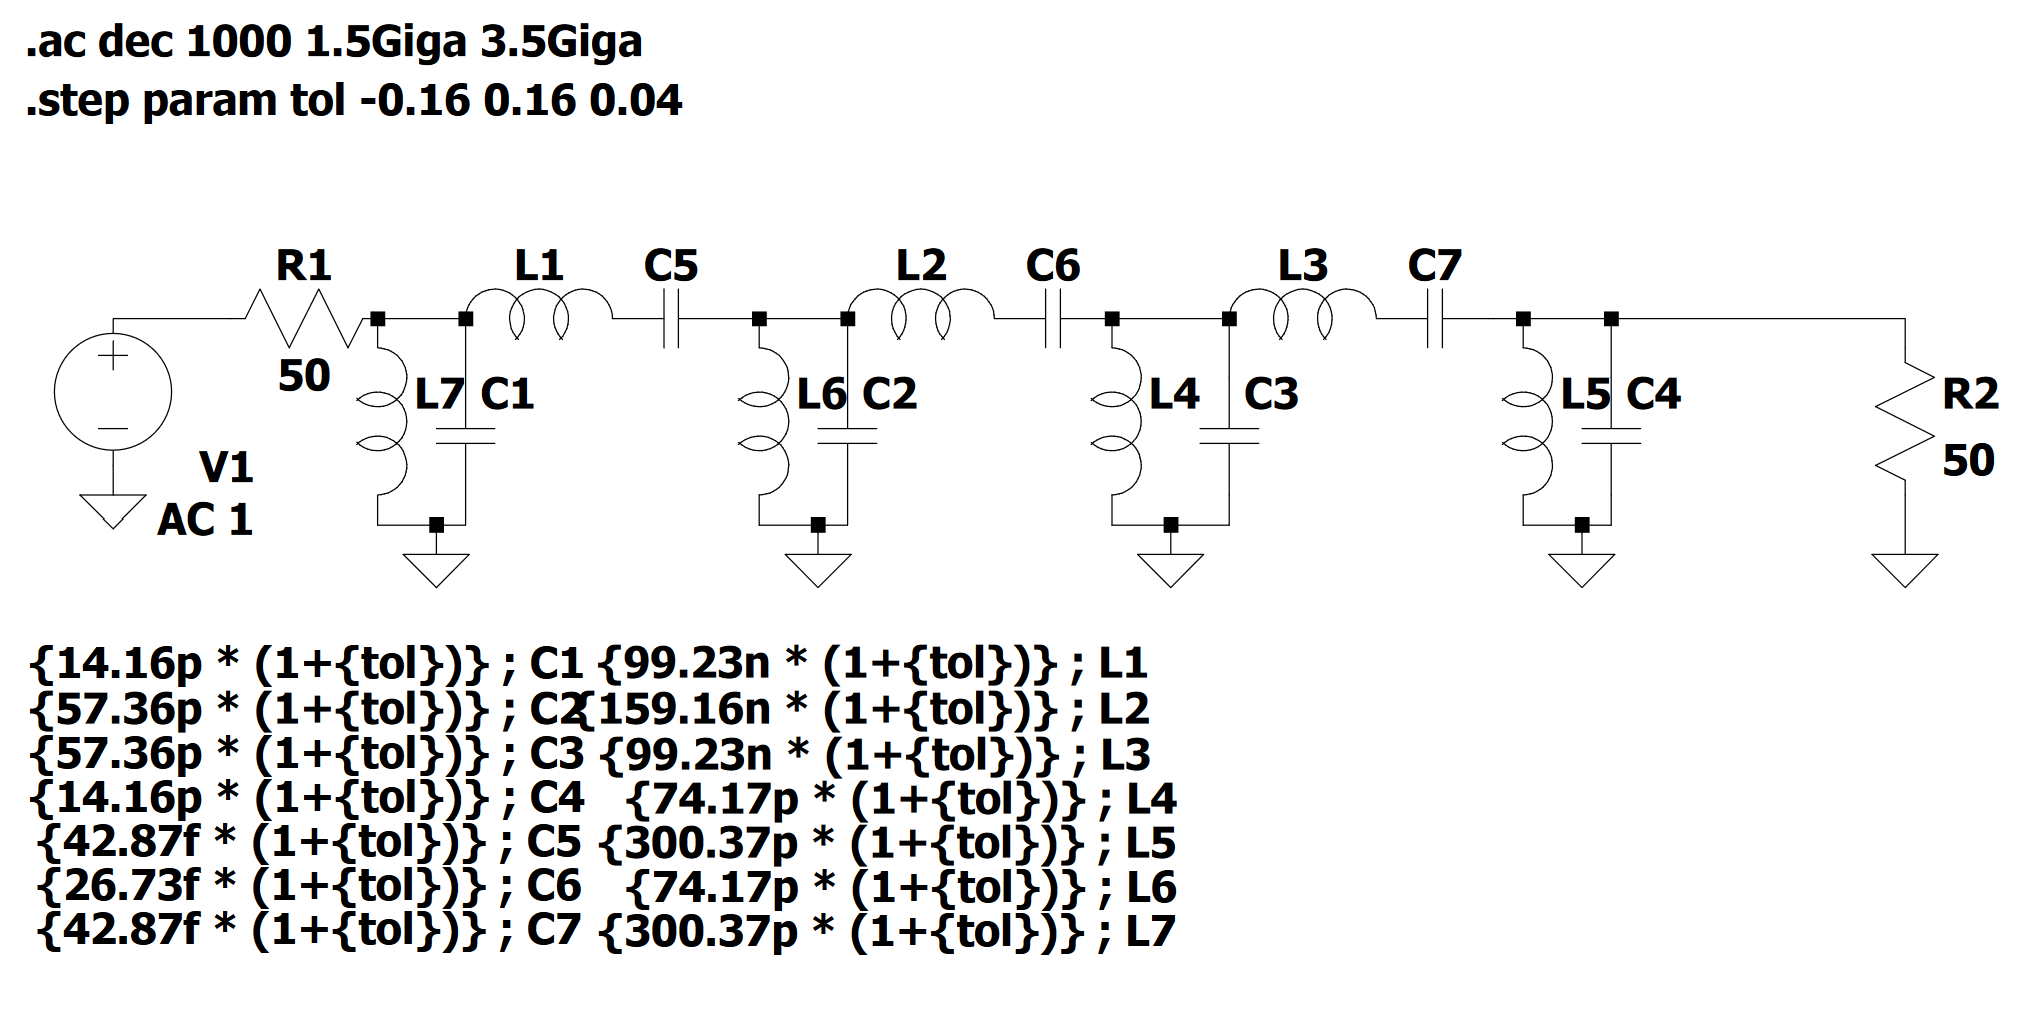 .ac dec 1000 1.5Giga 3.5Giga
.step param tol -0.16 0.16 0.04
R1 L1 C5 L2 C6 L3 C7
50 L7 C1 L6 C2 L4 C3 L5 C4 R2
V1 50
AC 1
{14.16p * (1+{tol})} ; C1 {99.23n * (1+{tol})} ; L1
{57.36p * (1+{tol})} ; C2 {159.16n * (1+{tol})} ; L2
{57.36p * (1+{tol})} ; C3 {99.23n * (1+{tol})} ; L3
{14.16p * (1+{tol})} ; C4 {74.17p * (1+{tol})} ; L4
{42.87f * (1+{tol})} ; C5 {300.37p * (1+{tol})} ; L5
{26.73f * (1+{tol})} ; C6 {74.17p * (1+{tol})} ; L6
{42.87f * (1+{tol})} ; C7 {300.37p * (1+{tol})} ; L7